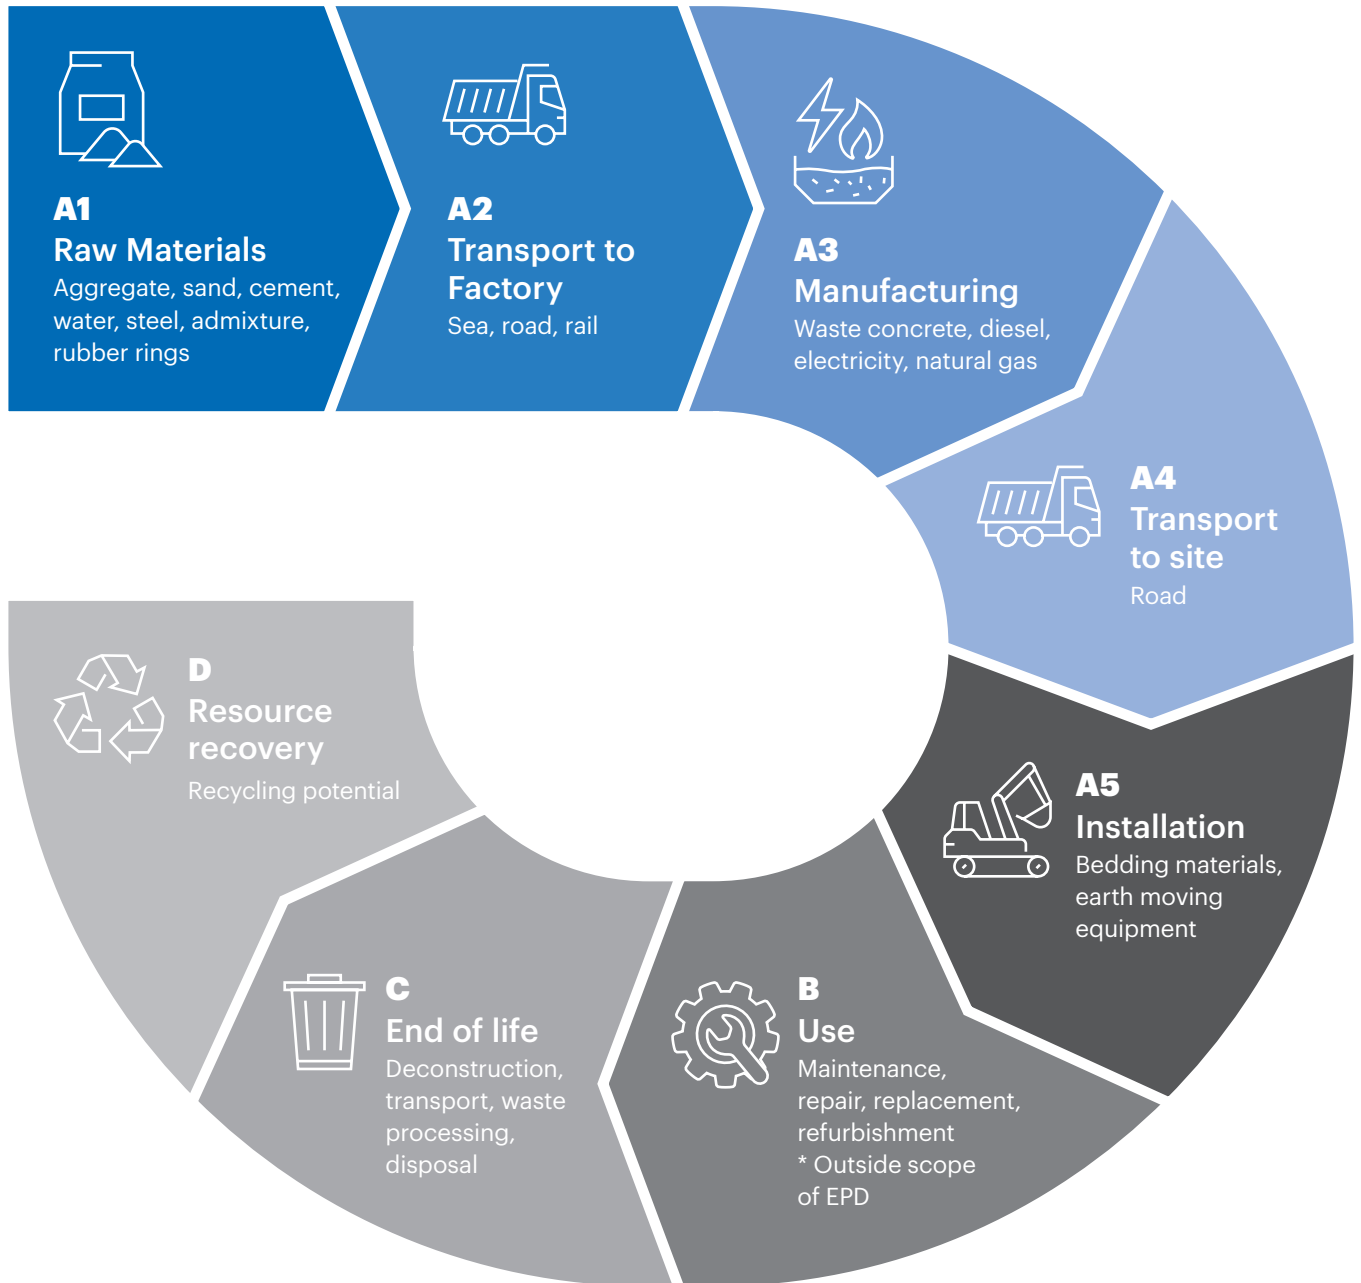 A1
Raw Materials
Aggregate, sand, cement,
water, steel, admixture,
rubber rings
A2
Transport to
Factory
Sea, road, rail
A3
Manufacturing
Waste concrete, diesel,
electricity, natural gas
A4
Transport
to site
Road
A5
Installation
Bedding materials,
earth moving
equipment
B
Use
Maintenance,
repair, replacement,
refurbishment
* Outside scope
of EPD
C
End of life
Deconstruction,
transport, waste
processing,
disposal
D
Resource
recovery
Recycling potential